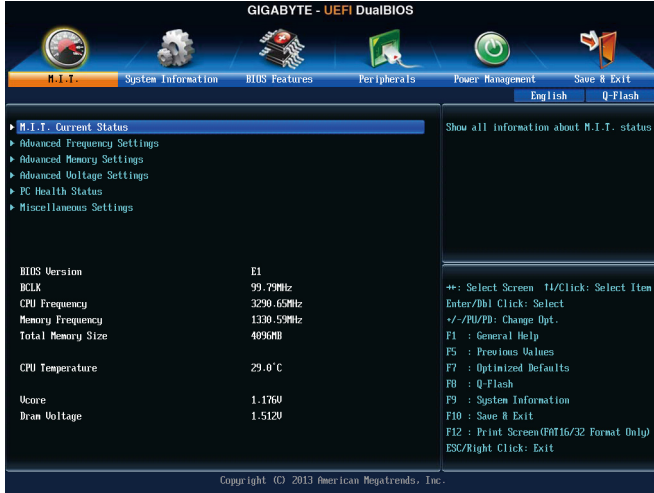 GIGABYTE - UEFI DualBIOS
M.I.T.
System Information
BIOS Features
Peripherals
Power Management
Save & Exit
English
Q-Flash
M.I.T. Current Status
Advanced Frequency Settings
Advanced Memory Settings
Advanced Voltage Settings
PC Health Status
Miscellaneous Settings
Show all information about M.I.T. status
BIOS Version E1
BCLK 99.79MHz
CPU Frequency 3290.65MHz
Memory Frequency 1330.59MHz
Total Memory Size 4096MB
CPU Temperature 29.0°C
Vcore 1.176V
Dram Voltage 1.512V
→←: Select Screen ↑↓/Click: Select Item
Enter/Dbl Click: Select
+/-/PU/PD: Change Opt.
F1 : General Help
F5 : Previous Values
F7 : Optimized Defaults
F8 : Q-Flash
F9 : System Information
F10 : Save & Exit
F12 : Print Screen(FAT16/32 Format Only)
ESC/Right Click: Exit
Copyright (C) 2013 American Megatrends, Inc.